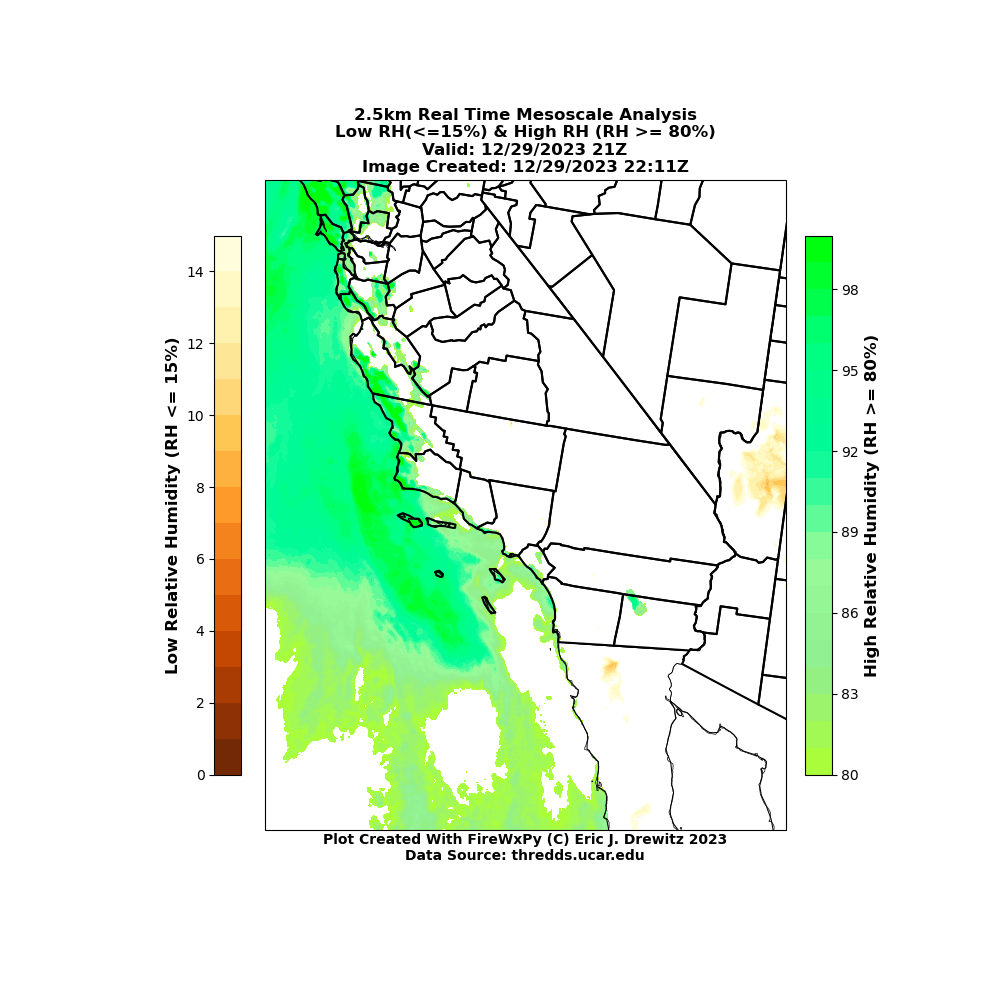 2.5km Real Time Mesoscale Analysis
Low RH(<=15%) & High RH (RH >= 80%)
Valid: 12/29/2023 21Z
Image Created: 12/29/2023 22:11Z
Low Relative Humidity (RH <= 15%)
14
12
10
8
6
4
2
0
98
95
92
89
86
83
80
High Relative Humidity (RH >= 80%)
Plot Created With FireWxPy (C) Eric J. Drewitz 2023
Data Source: thredds.ucar.edu